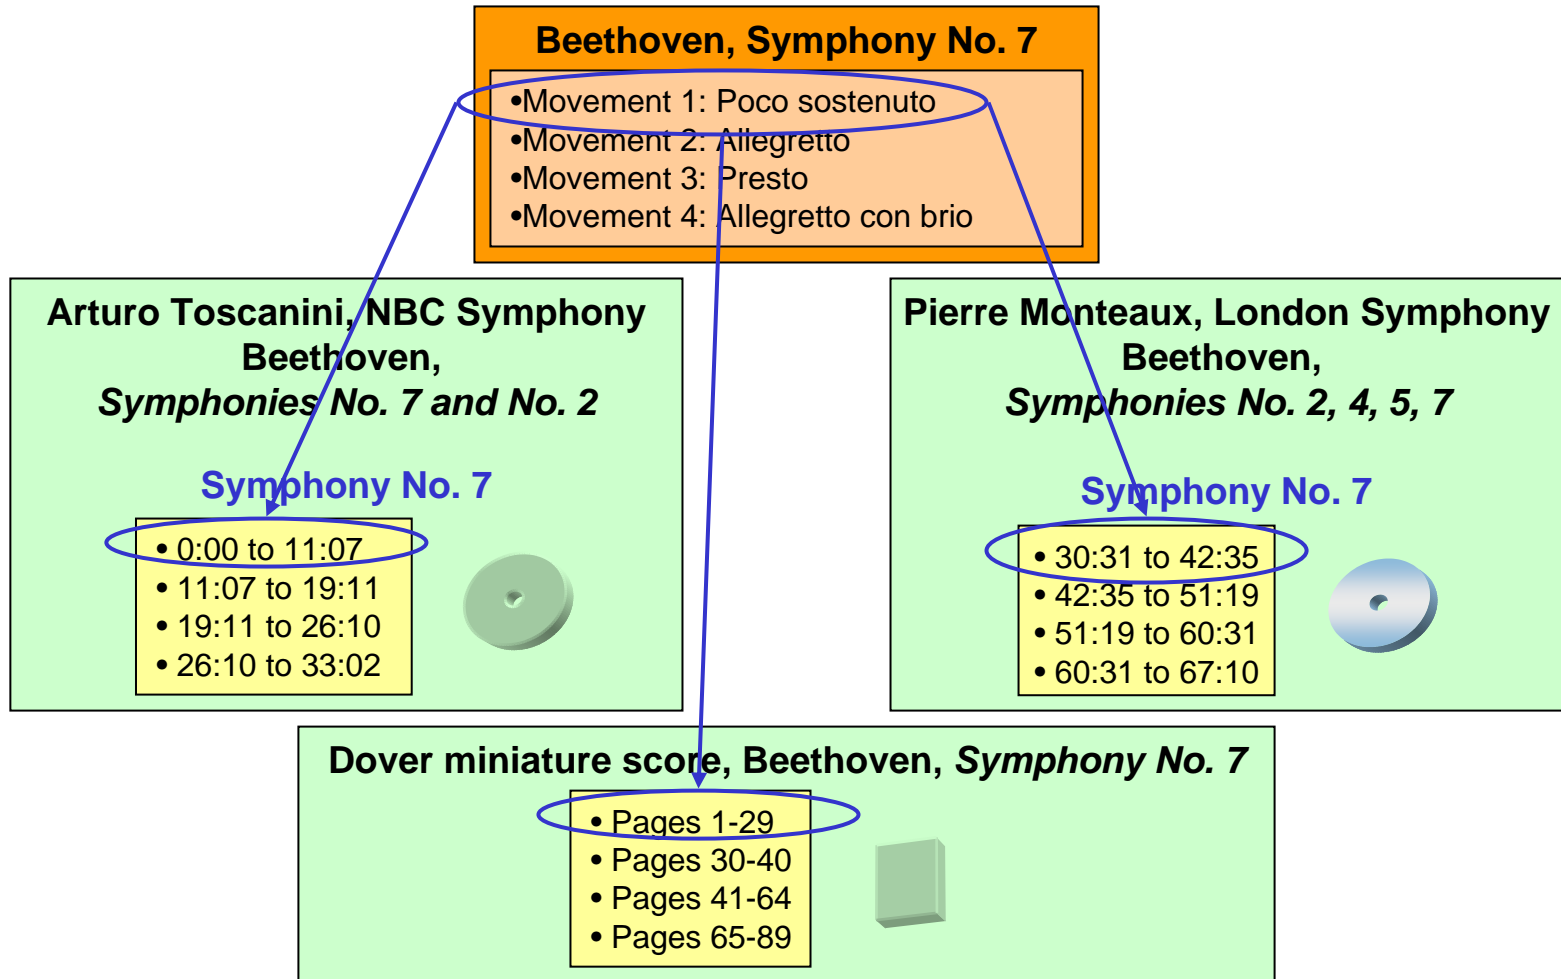 Beethoven, Symphony No. 7
•Movement 1: Poco sostenuto
•Movement 2: Allegretto
•Movement 3: Presto
•Movement 4: Allegretto con brio
Arturo Toscanini, NBC Symphony
Beethoven,
Symphonies No. 7 and No. 2
Symphony No. 7
• 0:00 to 11:07
• 11:07 to 19:11
• 19:11 to 26:10
• 26:10 to 33:02
Pierre Monteaux, London Symphony
Beethoven,
Symphonies No. 2, 4, 5, 7
Symphony No. 7
• 30:31 to 42:35
• 42:35 to 51:19
• 51:19 to 60:31
• 60:31 to 67:10
Dover miniature score, Beethoven, Symphony No. 7
• Pages 1-29
• Pages 30-40
• Pages 41-64
• Pages 65-89